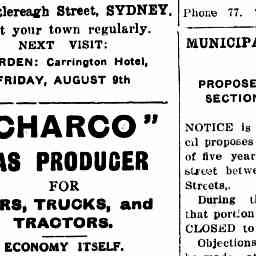 tlereagh Street, SYDNEY.
t your town regularly.
NEXT VISIT:
RDEN: Carrington Hotel,
FRIDAY, AUGUST 9th
CHARCO"
AS PRODUCER
FOR
RS, TRUCKS, and
TRACTORS.
ECONOMY ITSELF.
Phone 77,
MUNICIPA
PROPOSE
SECTION
NOTICE is
cil proposes
of five year
street betwe
Streets,.
During t
that portion
CLOSED to
Objections